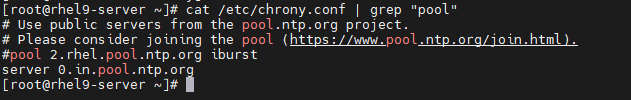 [root@rhel9-server ~]# cat /etc/chrony.conf | grep "pool"
# Use public servers from the pool.ntp.org project.
# Please consider joining the pool (https://www.pool.ntp.org/join.html).
#pool 2.rhel.pool.ntp.org iburst
server 0.in.pool.ntp.org
[root@rhel9-server ~]#